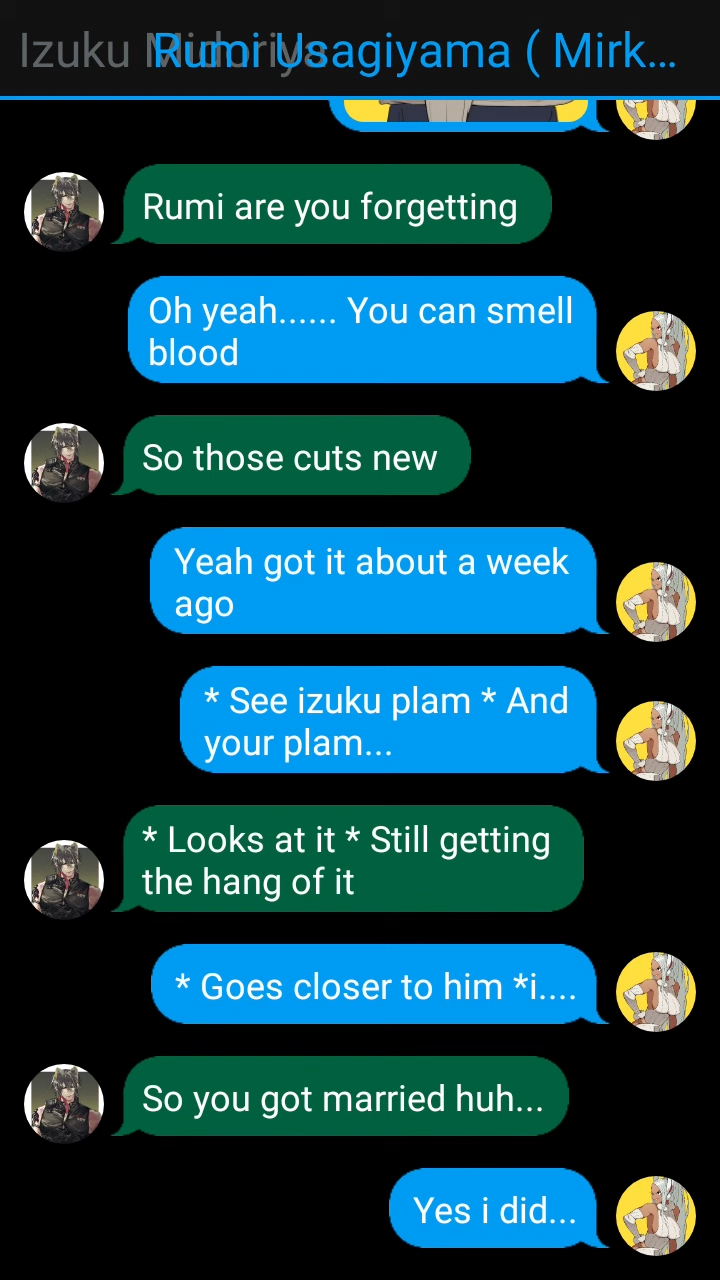 Izuku Midoriya
Rumi Usagiyama ( Mirk...
Rumi are you forgetting
Oh yeah...... You can smell
blood
So those cuts new
Yeah got it about a week
ago
* See izuku plam * And
your plam...
* Looks at it * Still getting
the hang of it
* Goes closer to him *i....
So you got married huh...
Yes i did...